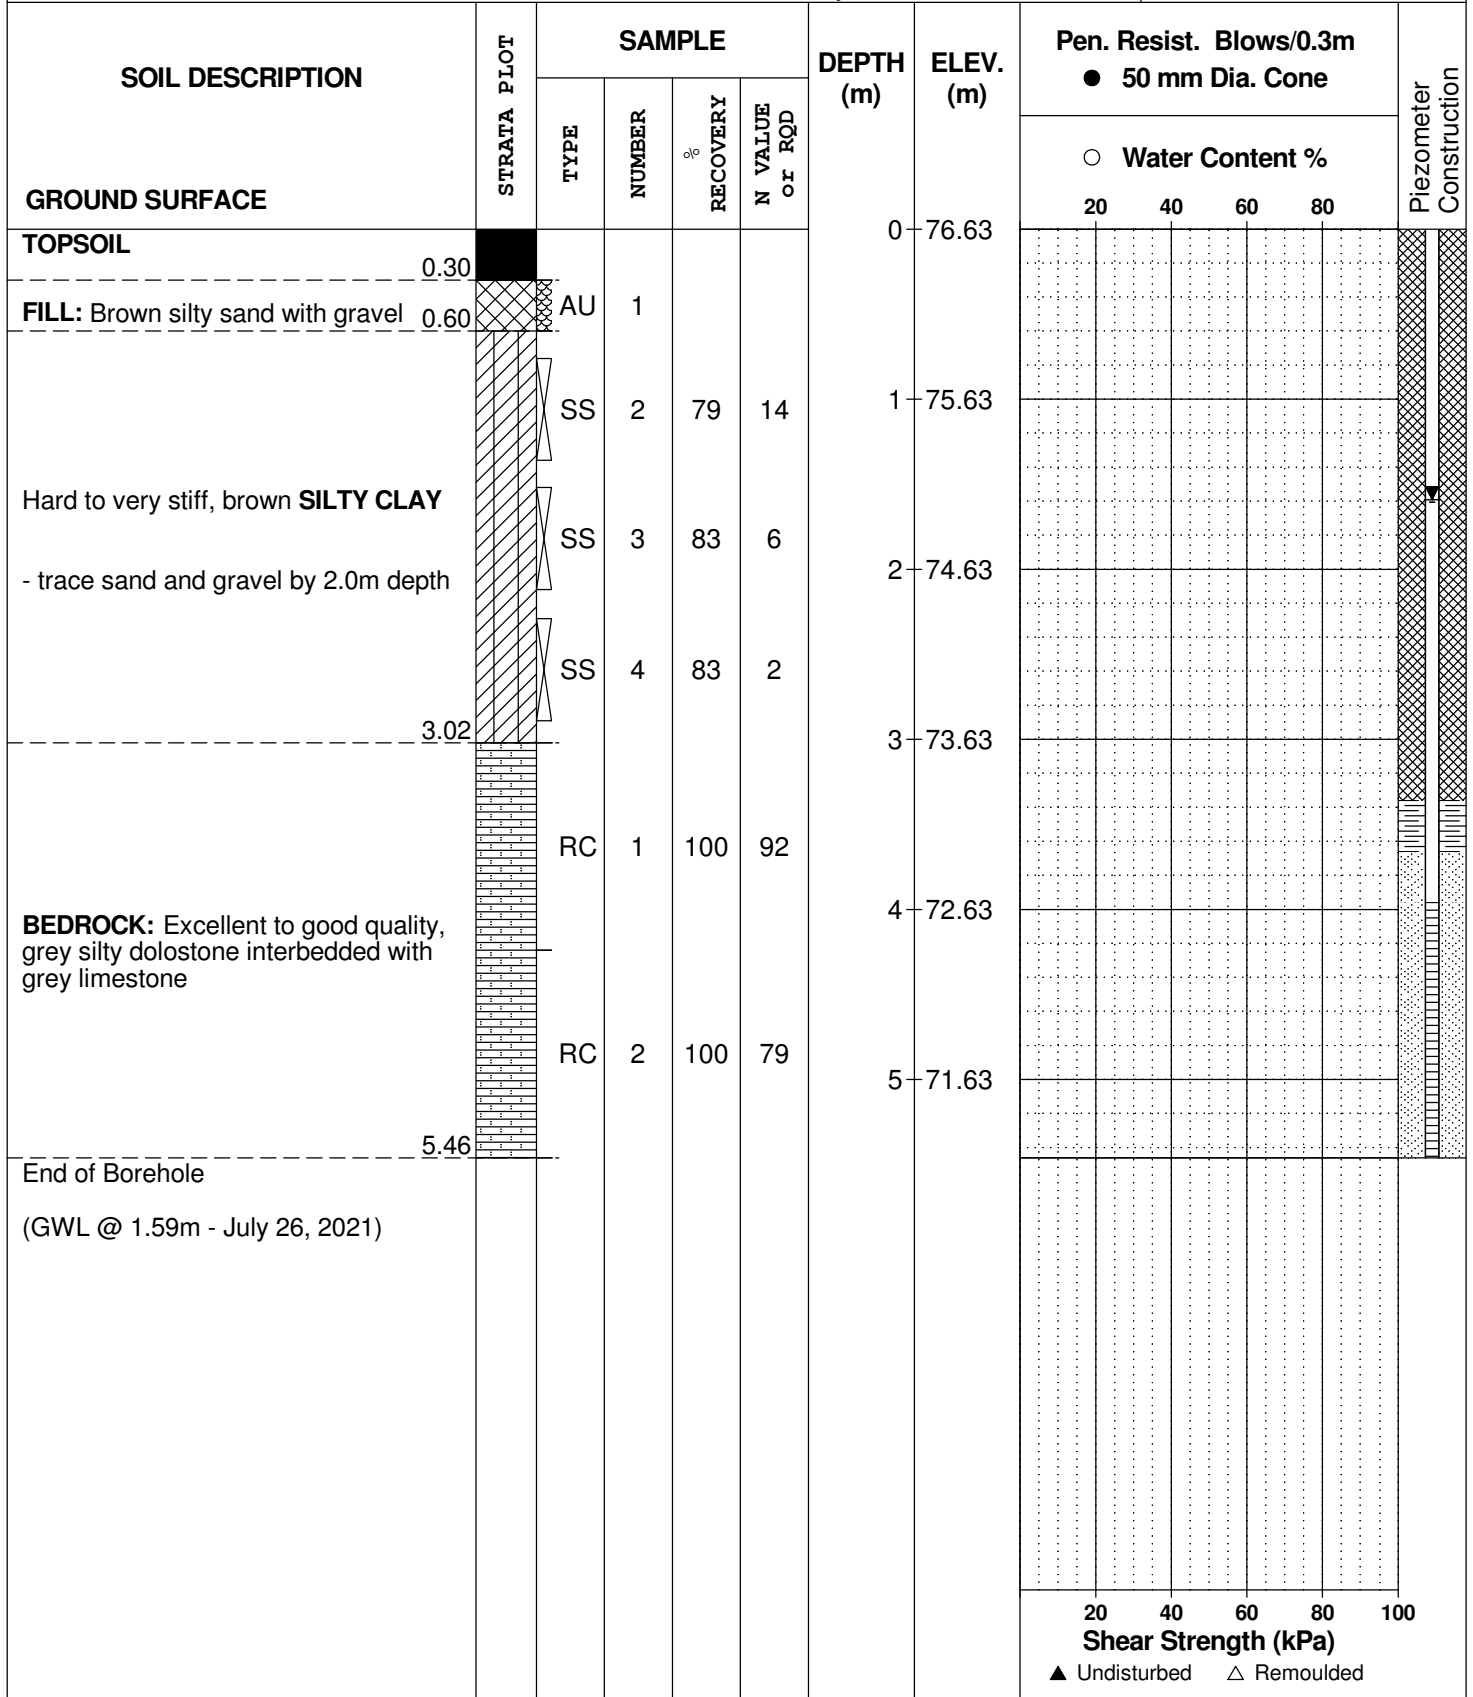 SOIL DESCRIPTION
GROUND SURFACE
STRATA PLOT
SAMPLE
TYPE
NUMBER
% RECOVERY
N VALUE or RQD
DEPTH (m)
ELEV. (m)
Pen. Resist. Blows/0.3m
● 50 mm Dia. Cone
○ Water Content %
20 40 60 80
Piezometer Construction
TOPSOIL
0.30
0 76.63
FILL: Brown silty sand with gravel 0.60
AU 1
SS 2 79 14
1 75.63
Hard to very stiff, brown SILTY CLAY
SS 3 83 6
- trace sand and gravel by 2.0m depth
2 74.63
SS 4 83 2
3.02
3 73.63
RC 1 100 92
BEDROCK: Excellent to good quality,
grey silty dolostone interbedded with
grey limestone
4 72.63
RC 2 100 79
5 71.63
5.46
End of Borehole
(GWL @ 1.59m - July 26, 2021)
20 40 60 80 100
Shear Strength (kPa)
▲ Undisturbed △ Remoulded